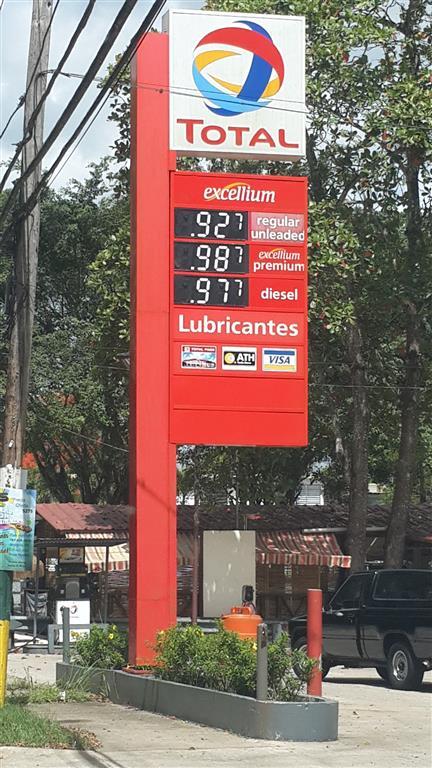 TOTAL
excellium
.927 regular
unleaded
.987 excellium
premium
.977 diesel
Lubricantes
ATH
VISA